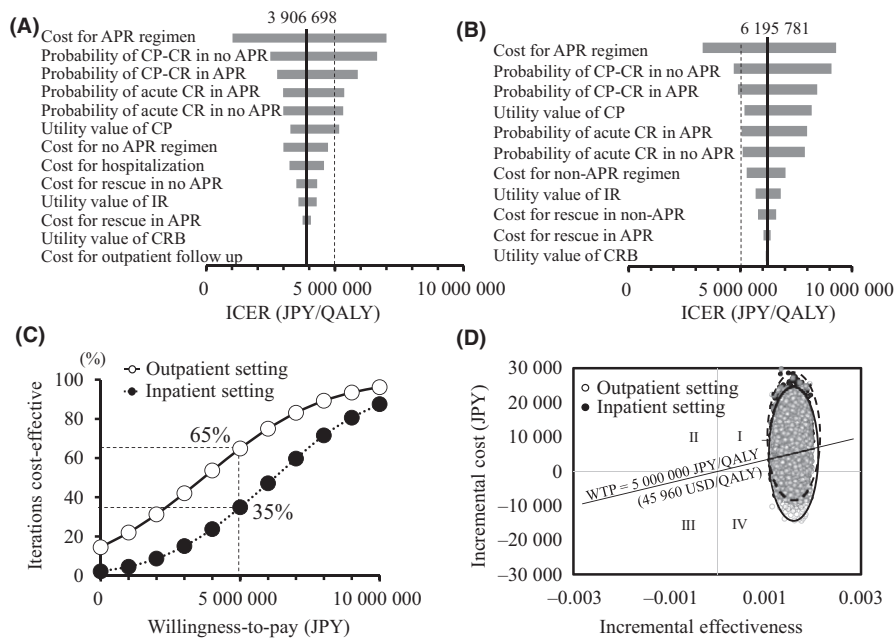 (A)
3 906 698
Cost for APR regimen
Probability of CP-CR in no APR
Probability of CP-CR in APR
Probability of acute CR in APR
Probability of acute CR in no APR
Utility value of CP
Cost for no APR regimen
Cost for hospitalization
Cost for rescue in no APR
Utility value of IR
Cost for rescue in APR
Utility value of CRB
Cost for outpatient follow up
0 5 000 000 10 000 000
ICER (JPY/QALY)
(B)
6 195 781
Cost for APR regimen
Probability of CP-CR in no APR
Probability of CP-CR in APR
Utility value of CP
Probability of acute CR in APR
Probability of acute CR in no APR
Cost for non-APR regimen
Utility value of IR
Cost for rescue in non-APR
Cost for rescue in APR
Utility value of CRB
0 5 000 000 10 000 000
ICER (JPY/QALY)
(C)
(%)
Outpatient setting
Inpatient setting
Iterations cost-effective
100
80
60
40
20
0
65%
35%
0 5 000 000 10 000 000
Willingness-to-pay (JPY)
(D)
Outpatient setting
Inpatient setting
Incremental cost (JPY)
30 000
20 000
10 000
0
−10 000
−20 000
−30 000
II I
III IV
WTP = 5 000 000 JPY/QALY
(45 960 USD/QALY)
−0.003 −0.001 0.001 0.003
Incremental effectiveness